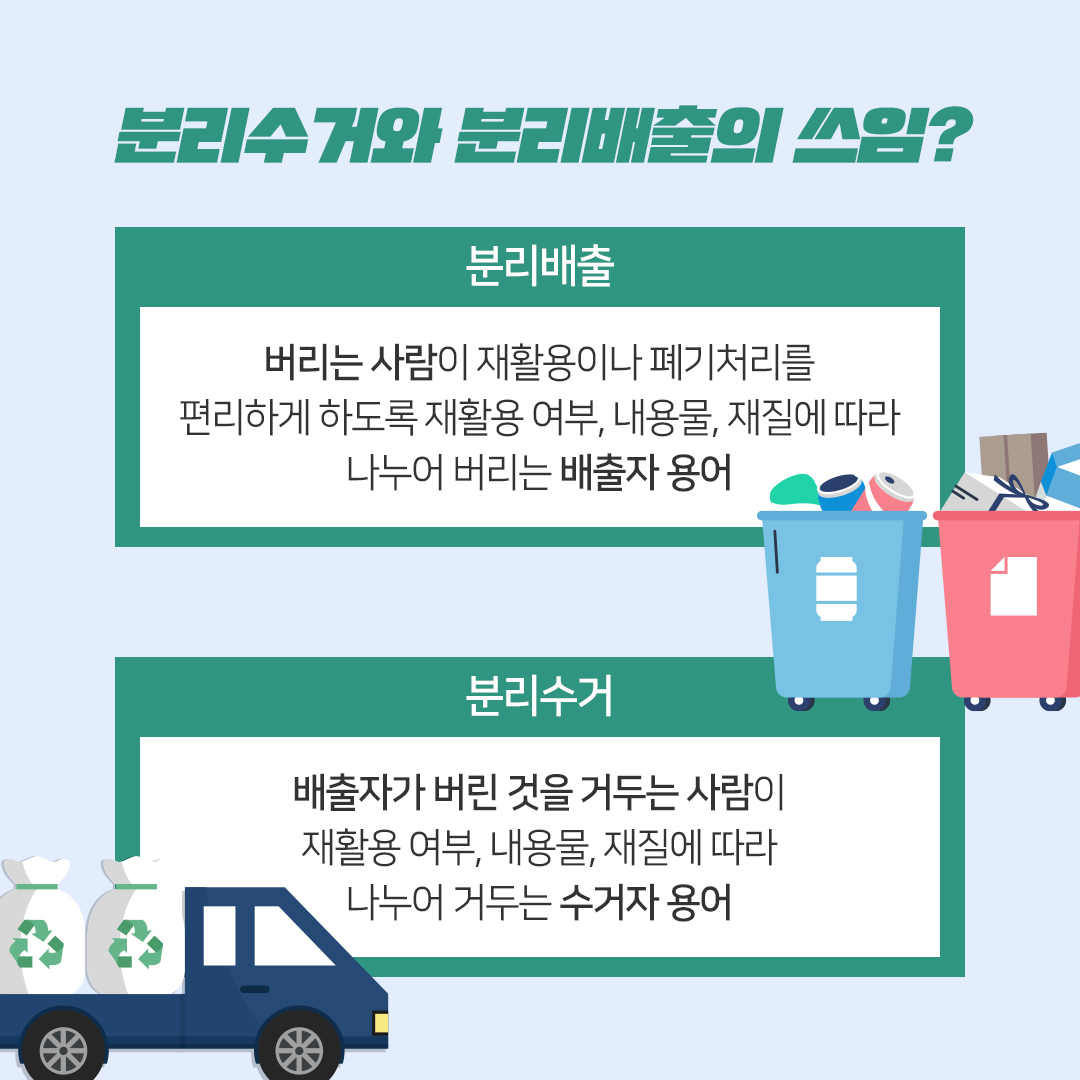 분리수거와 분리배출의 쓰임?
분리배출
버리는 사람이 재활용이나 폐기처리를
편리하게 하도록 재활용 여부, 내용물, 재질에 따라
나누어 버리는 배출자 용어
분리수거
배출자가 버린 것을 거두는 사람이
재활용 여부, 내용물, 재질에 따라
나누어 거두는 수거자 용어